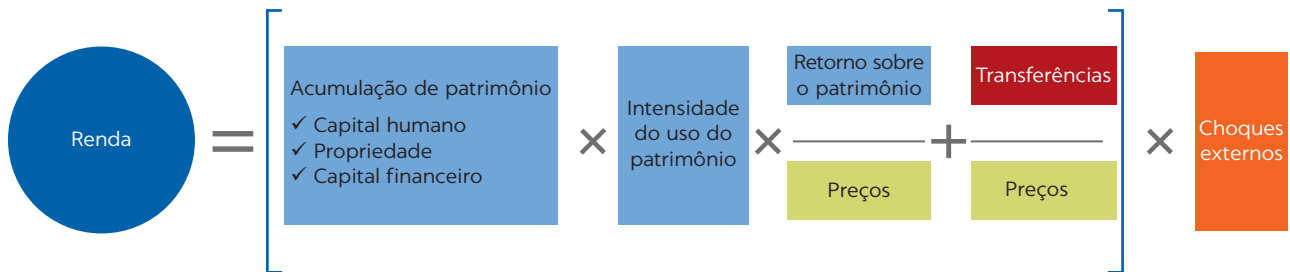 Renda
=
Acumulação de patrimônio
✓ Capital humano
✓ Propriedade
✓ Capital financeiro
×
Intensidade
do uso do
patrimônio
×
Retorno sobre
o patrimônio
Preços
+
Transferências
Preços
×
Choques
externos